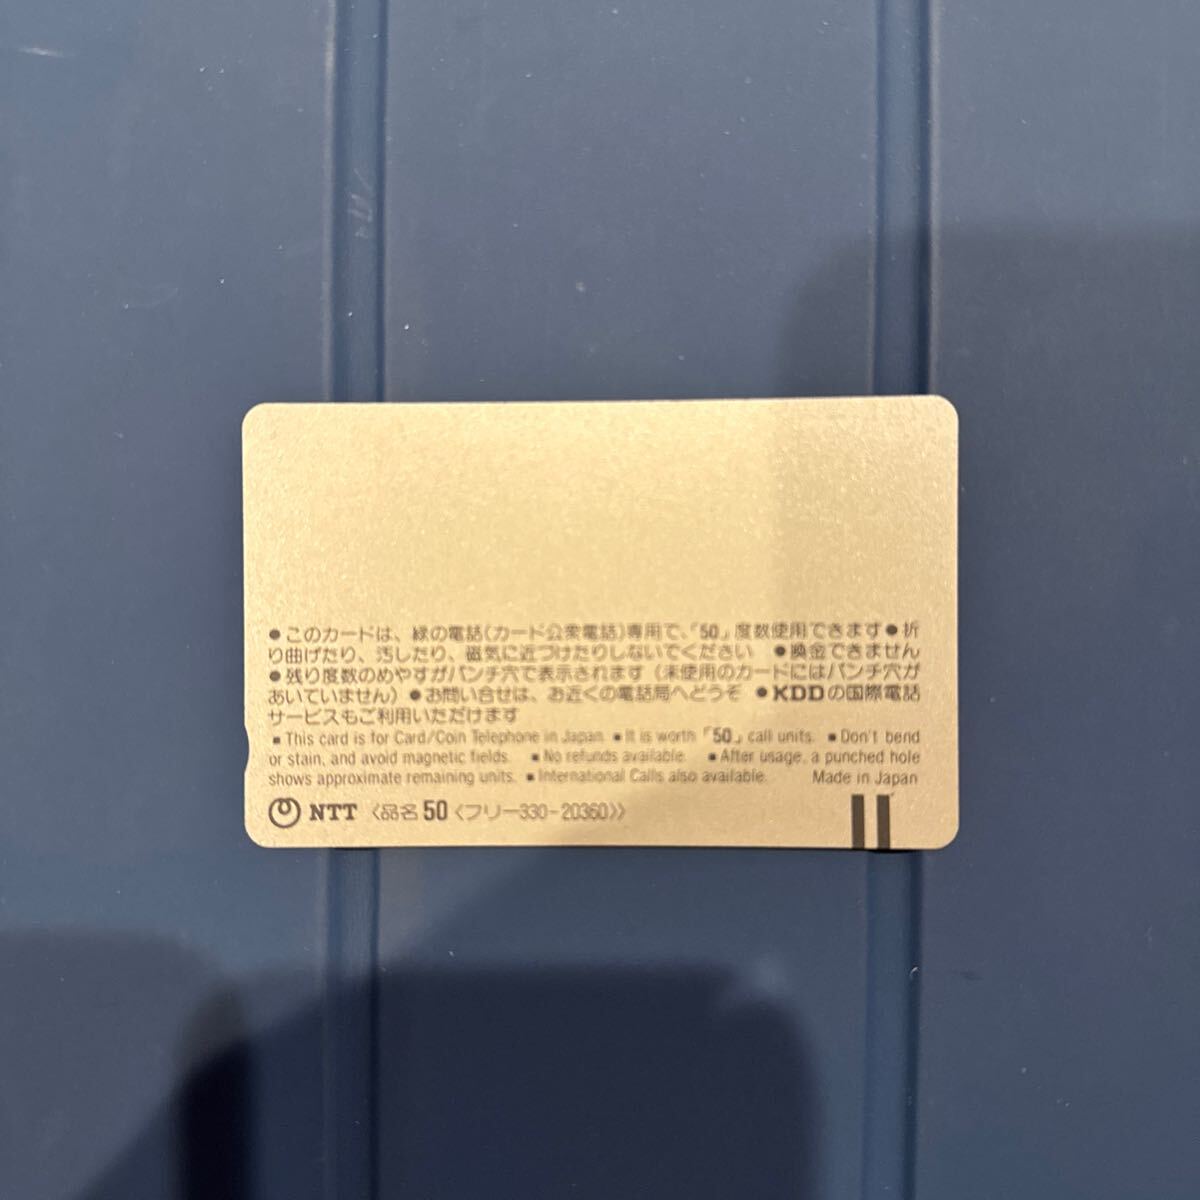 ●このカードは、緑の電話(カード公衆電話)専用で、「50」度数使用できます●折
り曲げたり、汚したり、磁気に近づけたりしないでください ●換金できません
●残り度数のめやすがパンチ穴で表示されます(未使用のカードにはパンチ穴が
あいていません)●お問い合せは、お近くの電話局へどうぞ ●KDDの国際電話
サービスもご利用いただけます
■This card is for Card/Coin Telephone in Japan. ■It is worth「50」call units. ■Don't bend
or stain, and avoid magnetic fields. ■No refunds available. ■After usage, a punched hole
shows approximate remaining units. ■International Calls also available. Made in Japan
NTT 〈品名 50〈フリー330-20360〉〉